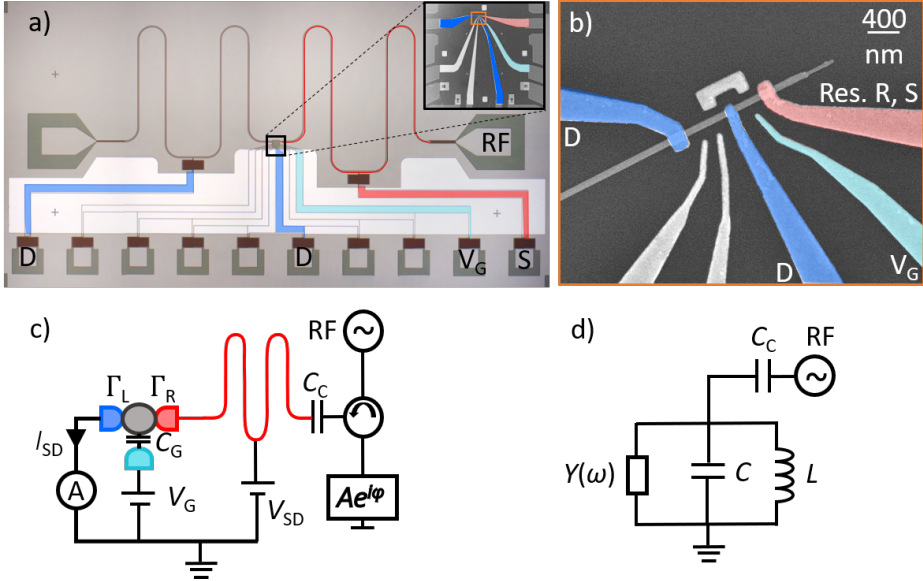 a)
RF
D
D
V_G
S
b)
400
nm
Res. R, S
D
D
V_G
c)
RF
Γ_L
Γ_R
C_C
I_SD
C_G
A
V_G
V_SD
Ae^iφ
d)
C_C
RF
Y(ω)
C
L